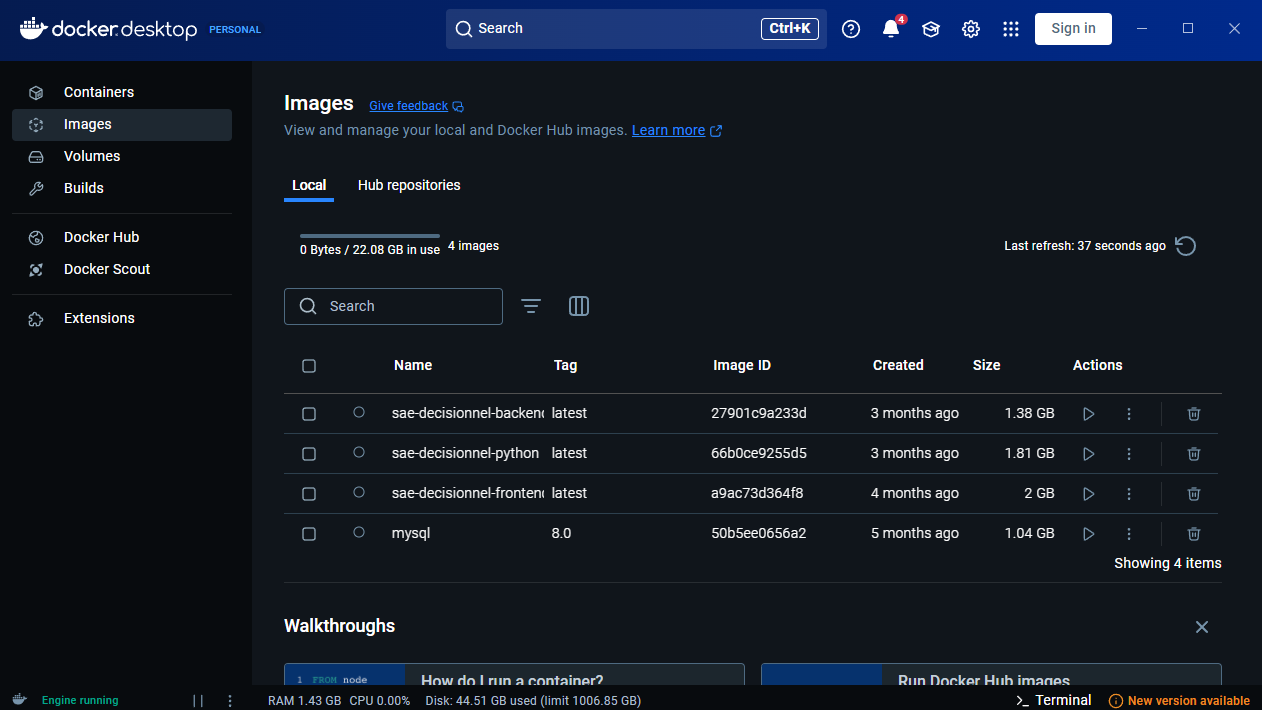 docker.desktop PERSONAL Search Ctrl+K 4 Sign in
Containers
Images
Volumes
Builds
Docker Hub
Docker Scout
Extensions
Images Give feedback
View and manage your local and Docker Hub images. Learn more
Local Hub repositories
0 Bytes / 22.08 GB in use 4 images Last refresh: 37 seconds ago
Search
Name Tag Image ID Created Size Actions
sae-decisionnel-backend latest 27901c9a233d 3 months ago 1.38 GB
sae-decisionnel-python latest 66b0ce9255d5 3 months ago 1.81 GB
sae-decisionnel-frontend latest a9ac73d364f8 4 months ago 2 GB
mysql 8.0 50b5ee0656a2 5 months ago 1.04 GB
Showing 4 items
Walkthroughs
1 FROM node How do I run a container? Run Docker Hub images
Engine running RAM 1.43 GB CPU 0.00% Disk: 44.51 GB used (limit 1006.85 GB) >_ Terminal New version available